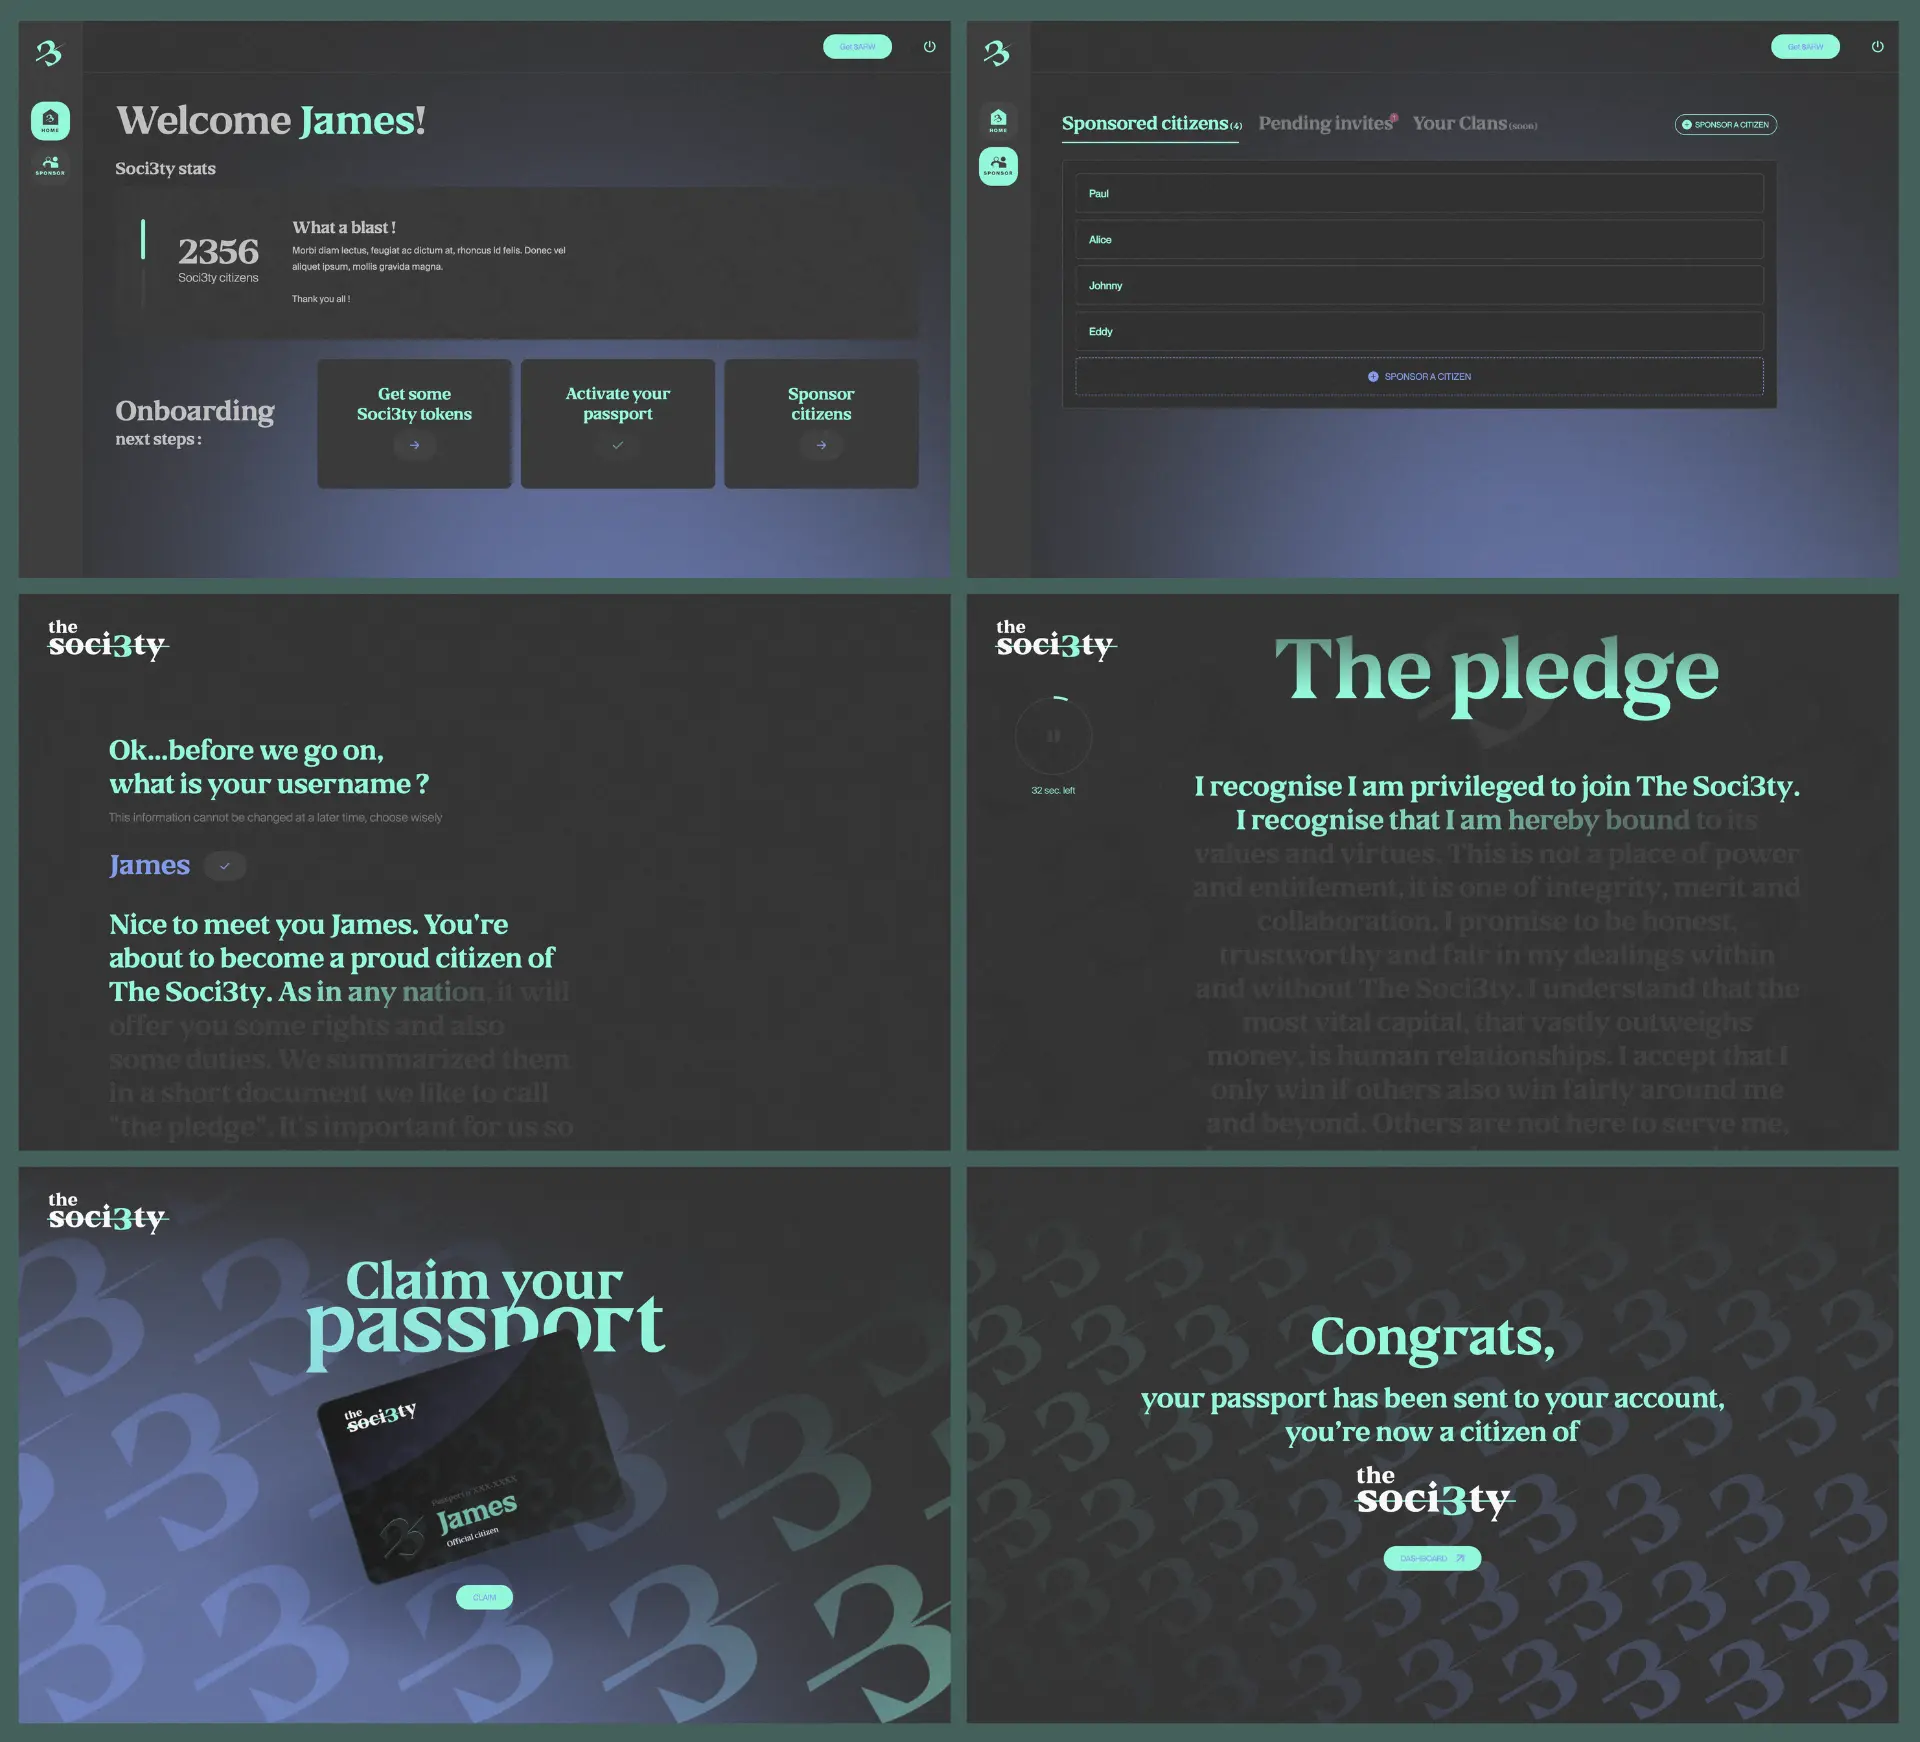 Get $ARW
HOME
SPONSOR
Welcome James!
Soci3ty stats
2356
Soci3ty citizens
What a blast !
Morbi diam lectus, feugiat ac dictum at, rhoncus id felis. Donec vel
aliquet ipsum, mollis gravida magna.
Thank you all !
Onboarding
next steps :
Get some
Soci3ty tokens
Activate your
passport
Sponsor
citizens
Get $ARW
HOME
SPONSOR
Sponsored citizens (4)
Pending invites
Your Clans (soon)
SPONSOR A CITIZEN
Paul
Alice
Johnny
Eddy
SPONSOR A CITIZEN
the
soci3ty
Ok...before we go on,
what is your username ?
This information cannot be changed at a later time, choose wisely
James
Nice to meet you James. You're
about to become a proud citizen of
The Soci3ty. As in any nation, it will
offer you some rights and also
some duties. We summarized them
in a short document we like to call
"the pledge". It's important for us so
the
soci3ty
32 sec. left
The pledge
I recognise I am privileged to join The Soci3ty.
I recognise that I am hereby bound to its
values and virtues. This is not a place of power
and entitlement, it is one of integrity, merit and
collaboration. I promise to be honest,
trustworthy and fair in my dealings within
and without The Soci3ty. I understand that the
most vital capital, that vastly outweighs
money, is human relationships. I accept that I
only win if others also win fairly around me
and beyond. Others are not here to serve me,
the
soci3ty
Claim your
passport
the
soci3ty
Passport n° XXX-XXXX
James
Official citizen
CLAIM
Congrats,
your passport has been sent to your account,
you're now a citizen of
the
soci3ty
DASHBOARD